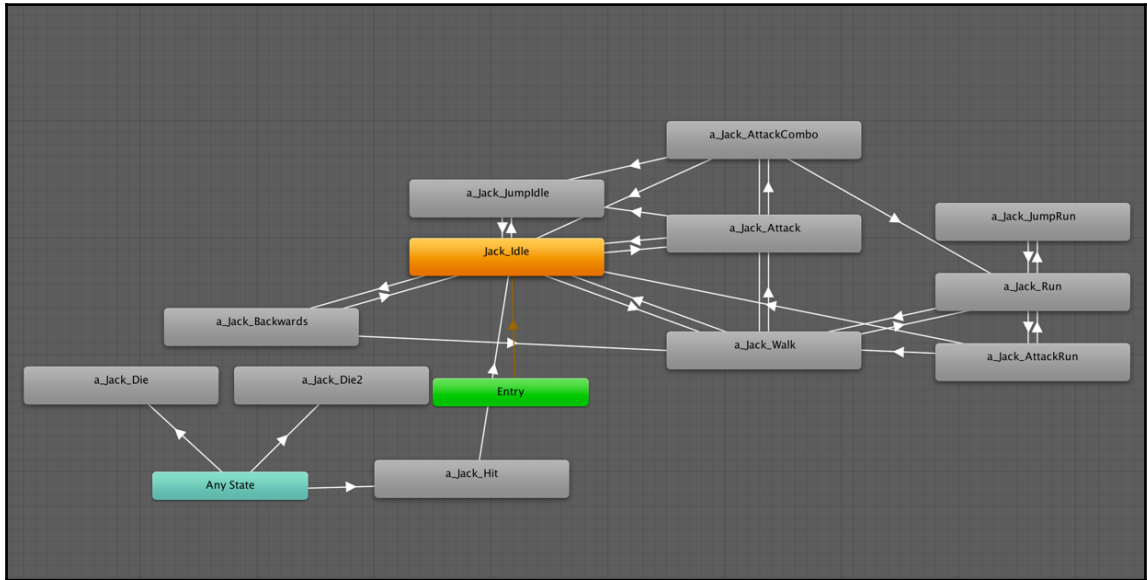 a_Jack_AttackCombo
a_Jack_JumpIdle
a_Jack_JumpRun
a_Jack_Attack
Jack_Idle
a_Jack_Run
a_Jack_Backwards
a_Jack_Walk
a_Jack_AttackRun
a_Jack_Die
a_Jack_Die2
Entry
a_Jack_Hit
Any State